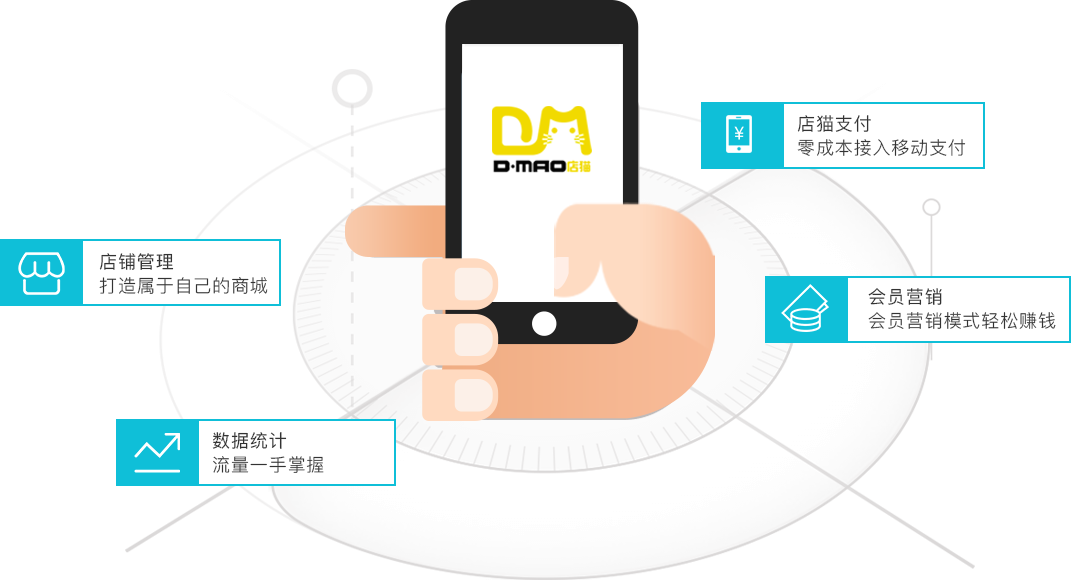 DM
D·MAO店猫
店猫支付
零成本接入移动支付
¥
店铺管理
打造属于自己的商城
会员营销
会员营销模式轻松赚钱
数据统计
流量一手掌握